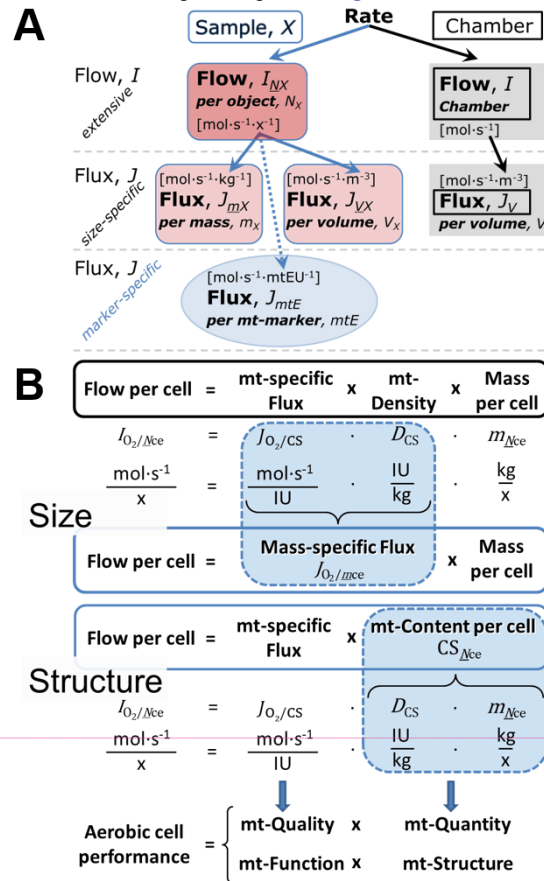 A
Rate
Sample, X
Chamber
Flow, I
extensive
Flow, I_NX
per object, N_X
[mol·s⁻¹·x⁻¹]
Flow, I
Chamber
[mol·s⁻¹]
Flux, J
size-specific
[mol·s⁻¹·kg⁻¹]
Flux, J_mX
per mass, m_X
[mol·s⁻¹·m⁻³]
Flux, J_VX
per volume, V_X
[mol·s⁻¹·m⁻³]
Flux, J_V
per volume, V
Flux, J
marker-specific
[mol·s⁻¹·mtEU⁻¹]
Flux, J_mtE
per mt-marker, mtE
B
Flow per cell = mt-specific Flux x mt-Density x Mass per cell
I_O₂/Nce = J_O₂/CS · D_CS · m_Nce
mol·s⁻¹/x = mol·s⁻¹/IU · IU/kg · kg/x
Size
Flow per cell = Mass-specific Flux J_O₂/mce x Mass per cell
Flow per cell = mt-specific Flux x mt-Content per cell CS_Nce
Structure
I_O₂/Nce = J_O₂/CS · D_CS · m_Nce
mol·s⁻¹/x = mol·s⁻¹/IU · IU/kg · kg/x
Aerobic cell performance =
mt-Quality x mt-Quantity
mt-Function x mt-Structure